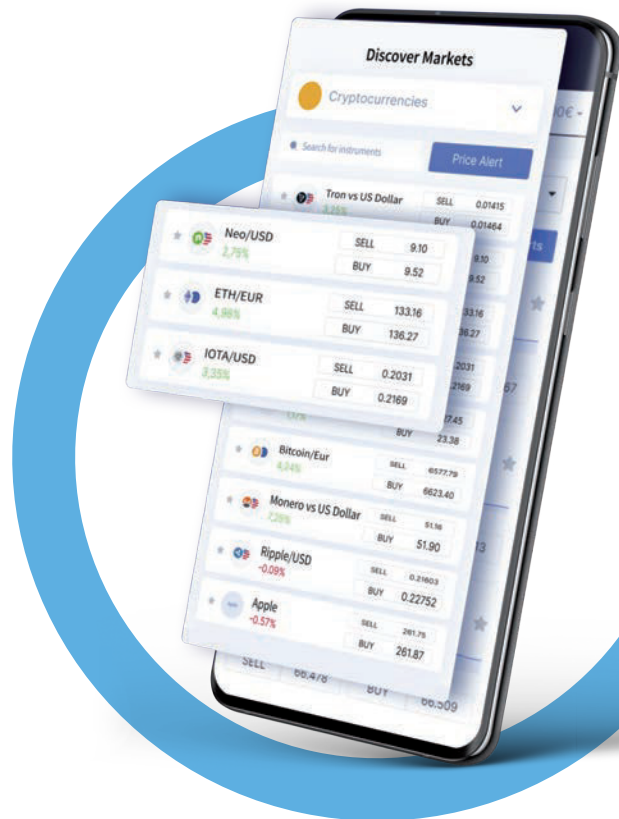 Discover Markets
Cryptocurrencies
00€
Search for instruments
Price Alert
Tron vs US Dollar SELL 0.01415
3,25% BUY 0.01464
Neo/USD SELL 9.10
2,75% BUY 9.52
ETH/EUR SELL 133.16
4,98% BUY 136.27
IOTA/USD SELL 0.2031
3,35% BUY 0.2169
BUY 23.38
Bitcoin/Eur SELL 6577.79
4,24% BUY 6623.40
Monero vs US Dollar SELL 51.16
BUY 51.90
Ripple/USD SELL 0.21603
-0.09% BUY 0.22752
Apple SELL 261.75
-0.57% BUY 261.87
SELL 66.478 BUY 66.509